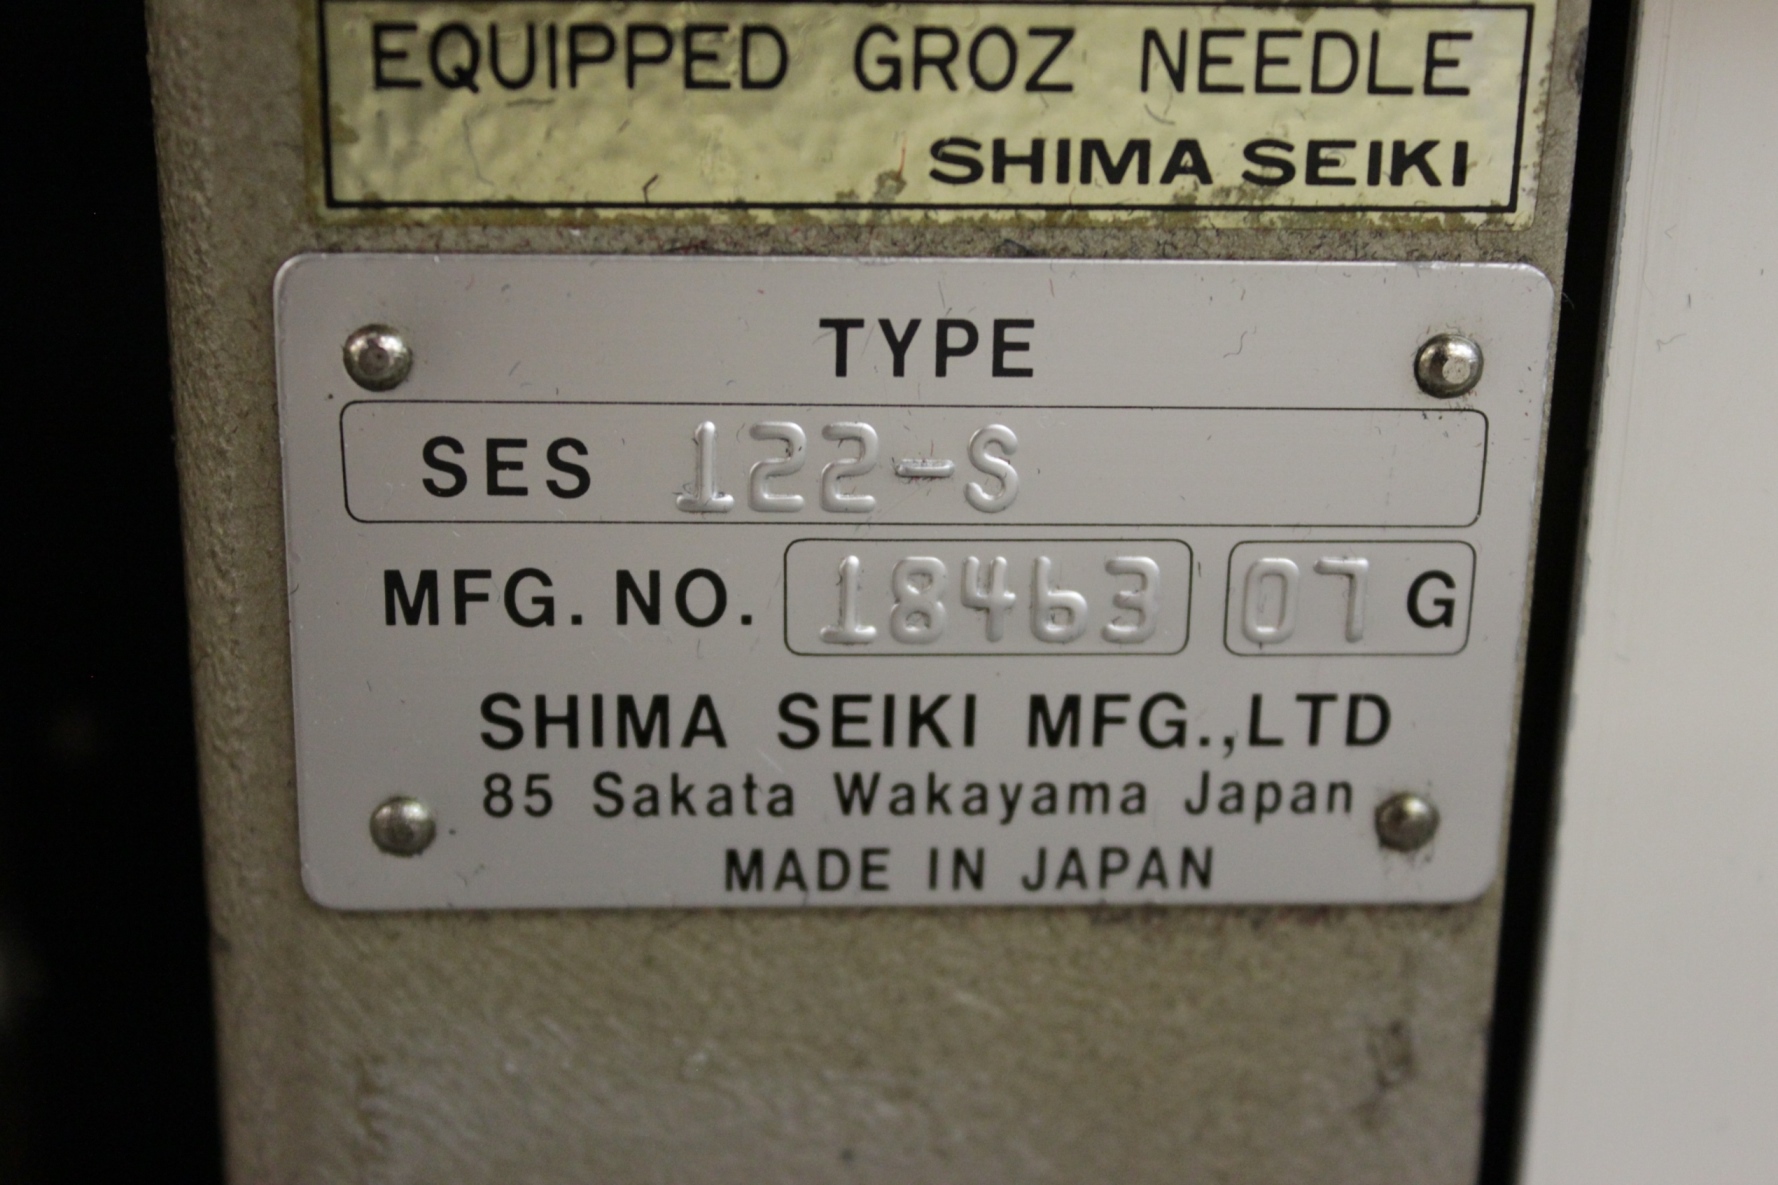 EQUIPPED GROZ NEEDLE
SHIMA SEIKI
TYPE
SES 122-S
MFG. NO. 18463 07 G
SHIMA SEIKI MFG.,LTD
85 Sakata Wakayama Japan
MADE IN JAPAN